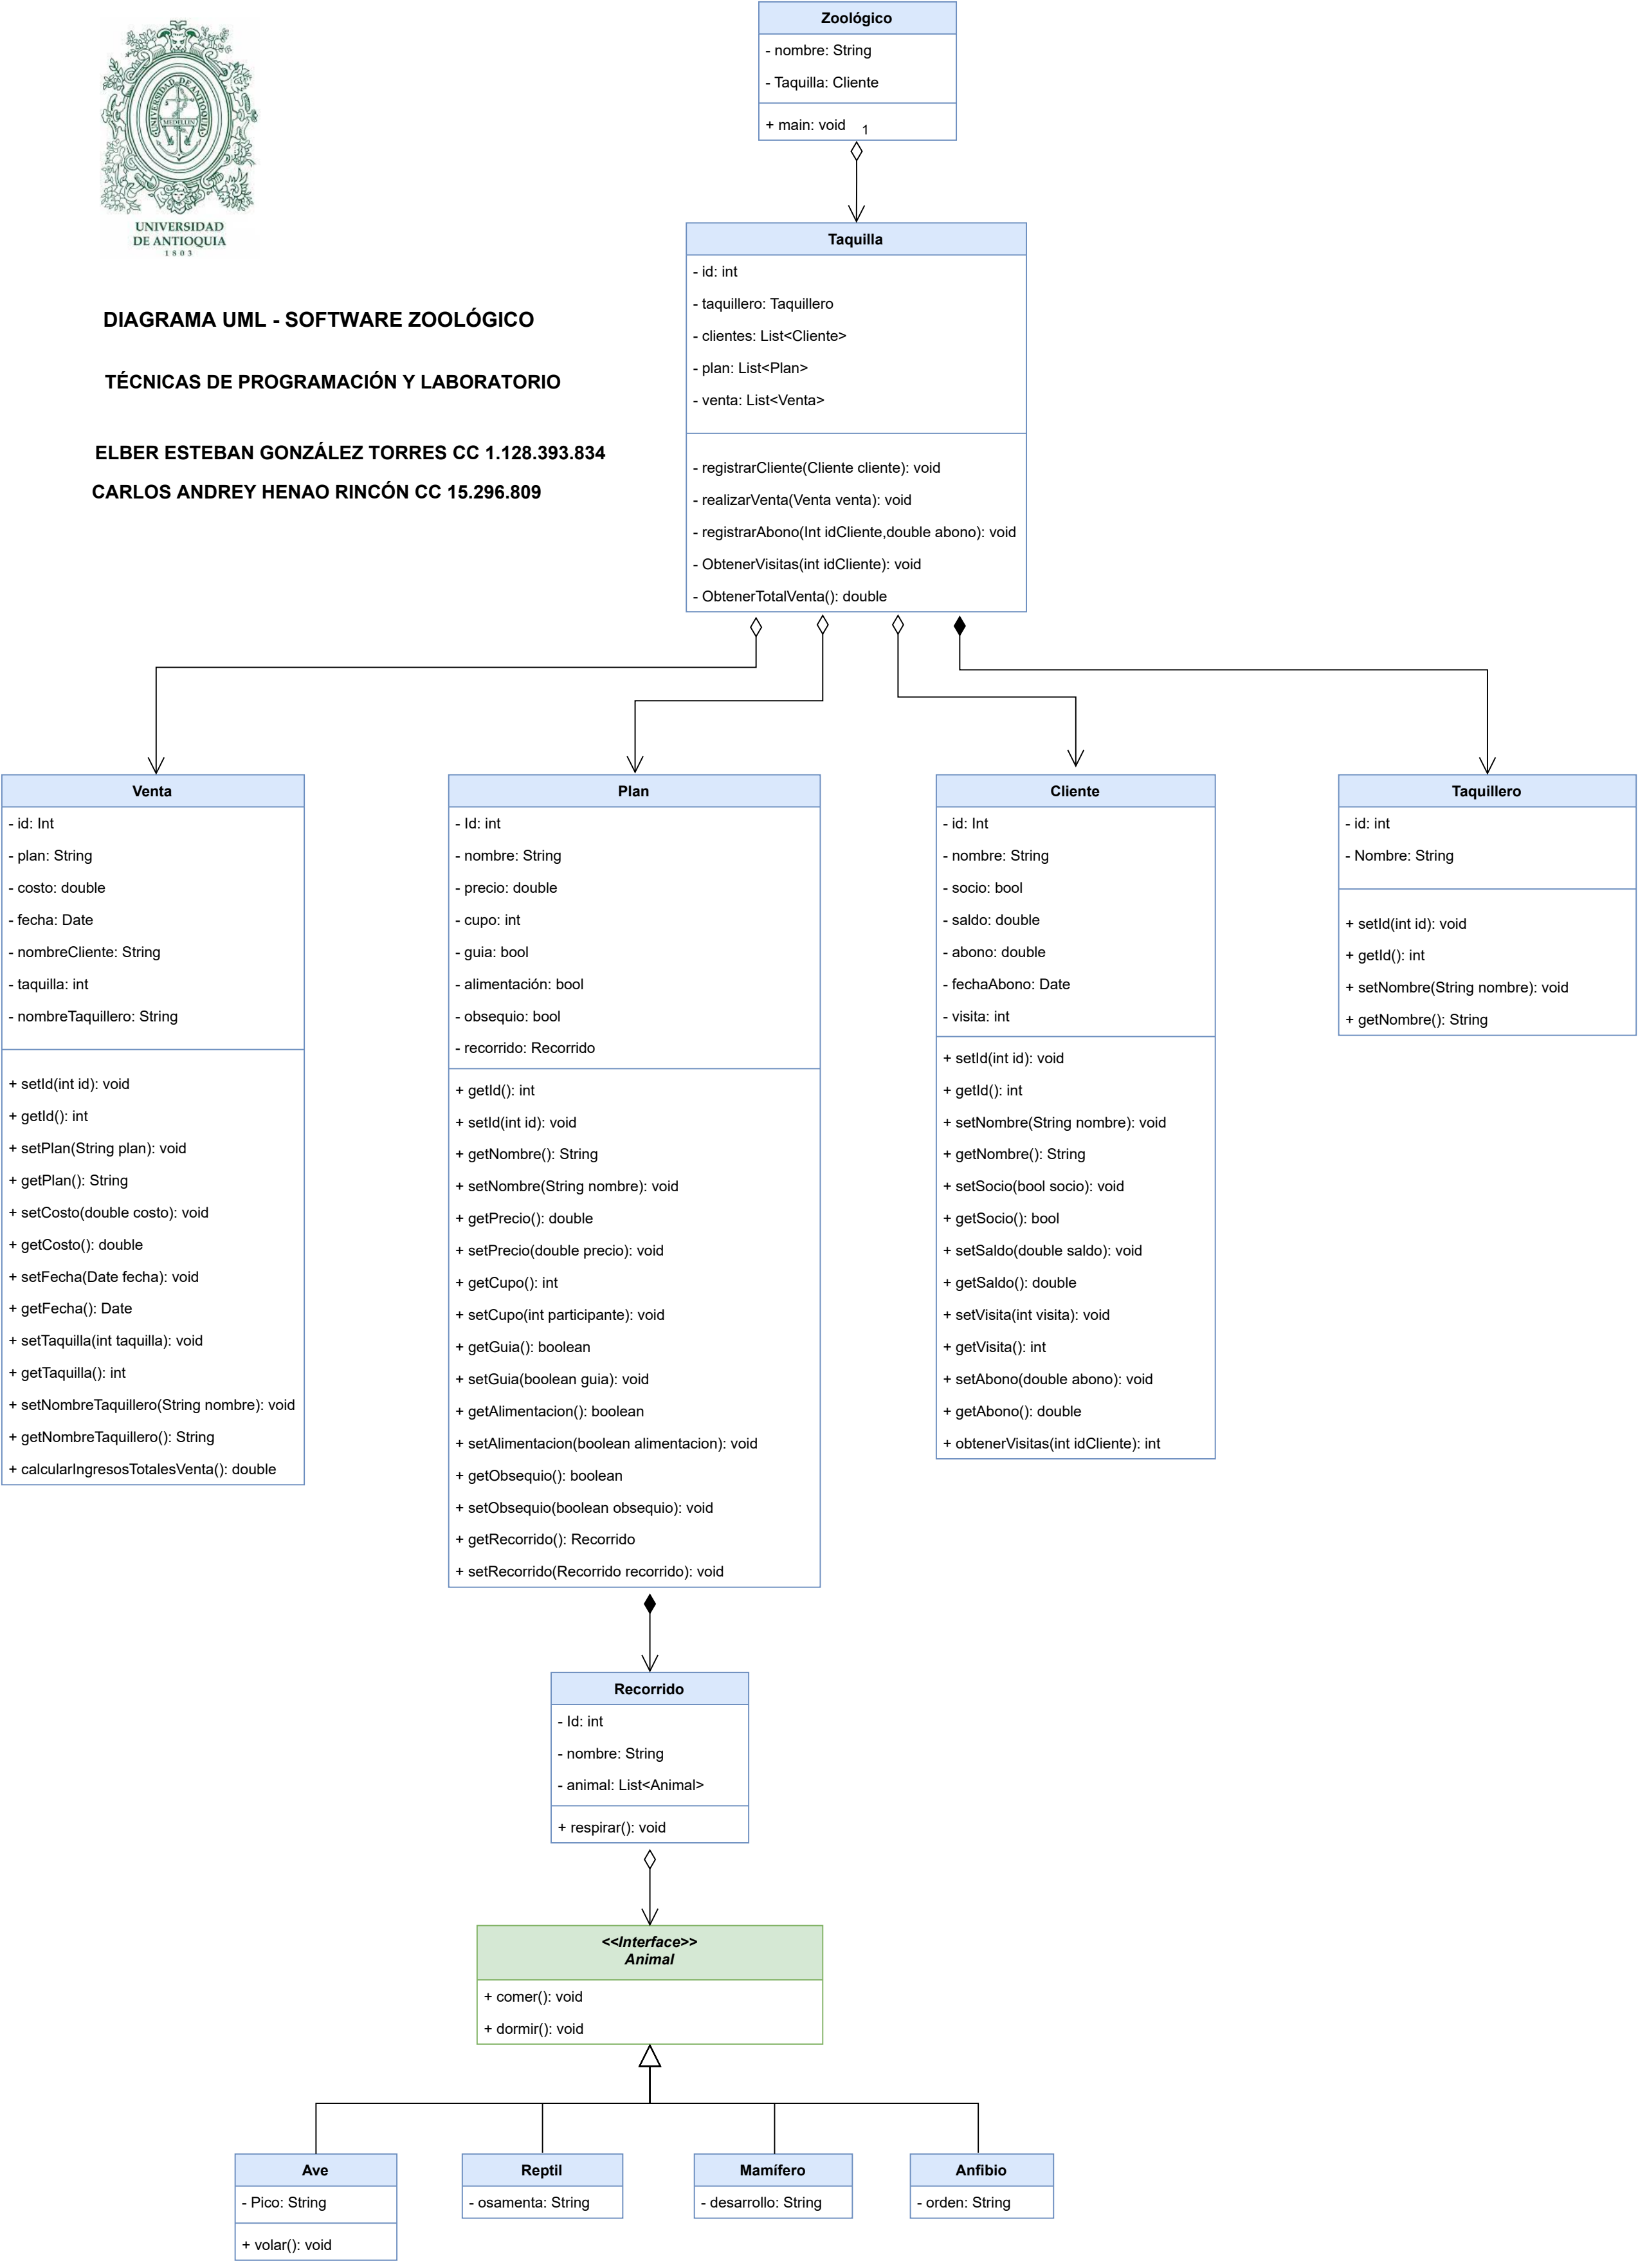 Zoológico
- nombre: String
- Taquilla: Cliente
+ main: void
1
UNIVERSIDAD DE ANTIOQUIA
MEDELLIN
UNIVERSIDAD
DE ANTIOQUIA
1 8 0 3
DIAGRAMA UML - SOFTWARE ZOOLÓGICO
TÉCNICAS DE PROGRAMACIÓN Y LABORATORIO
ELBER ESTEBAN GONZÁLEZ TORRES CC 1.128.393.834
CARLOS ANDREY HENAO RINCÓN CC 15.296.809
Taquilla
- id: int
- taquillero: Taquillero
- clientes: List<Cliente>
- plan: List<Plan>
- venta: List<Venta>
- registrarCliente(Cliente cliente): void
- realizarVenta(Venta venta): void
- registrarAbono(Int idCliente,double abono): void
- ObtenerVisitas(int idCliente): void
- ObtenerTotalVenta(): double
Venta
- id: Int
- plan: String
- costo: double
- fecha: Date
- nombreCliente: String
- taquilla: int
- nombreTaquillero: String
+ setId(int id): void
+ getId(): int
+ setPlan(String plan): void
+ getPlan(): String
+ setCosto(double costo): void
+ getCosto(): double
+ setFecha(Date fecha): void
+ getFecha(): Date
+ setTaquilla(int taquilla): void
+ getTaquilla(): int
+ setNombreTaquillero(String nombre): void
+ getNombreTaquillero(): String
+ calcularIngresosTotalesVenta(): double
Plan
- Id: int
- nombre: String
- precio: double
- cupo: int
- guia: bool
- alimentación: bool
- obsequio: bool
- recorrido: Recorrido
+ getId(): int
+ setId(int id): void
+ getNombre(): String
+ setNombre(String nombre): void
+ getPrecio(): double
+ setPrecio(double precio): void
+ getCupo(): int
+ setCupo(int participante): void
+ getGuia(): boolean
+ setGuia(boolean guia): void
+ getAlimentacion(): boolean
+ setAlimentacion(boolean alimentacion): void
+ getObsequio(): boolean
+ setObsequio(boolean obsequio): void
+ getRecorrido(): Recorrido
+ setRecorrido(Recorrido recorrido): void
Cliente
- id: Int
- nombre: String
- socio: bool
- saldo: double
- abono: double
- fechaAbono: Date
- visita: int
+ setId(int id): void
+ getId(): int
+ setNombre(String nombre): void
+ getNombre(): String
+ setSocio(bool socio): void
+ getSocio(): bool
+ setSaldo(double saldo): void
+ getSaldo(): double
+ setVisita(int visita): void
+ getVisita(): int
+ setAbono(double abono): void
+ getAbono(): double
+ obtenerVisitas(int idCliente): int
Taquillero
- id: int
- Nombre: String
+ setId(int id): void
+ getId(): int
+ setNombre(String nombre): void
+ getNombre(): String
Recorrido
- Id: int
- nombre: String
- animal: List<Animal>
+ respirar(): void
<<Interface>>
Animal
+ comer(): void
+ dormir(): void
Ave
- Pico: String
+ volar(): void
Reptil
- osamenta: String
Mamífero
- desarrollo: String
Anfibio
- orden: String